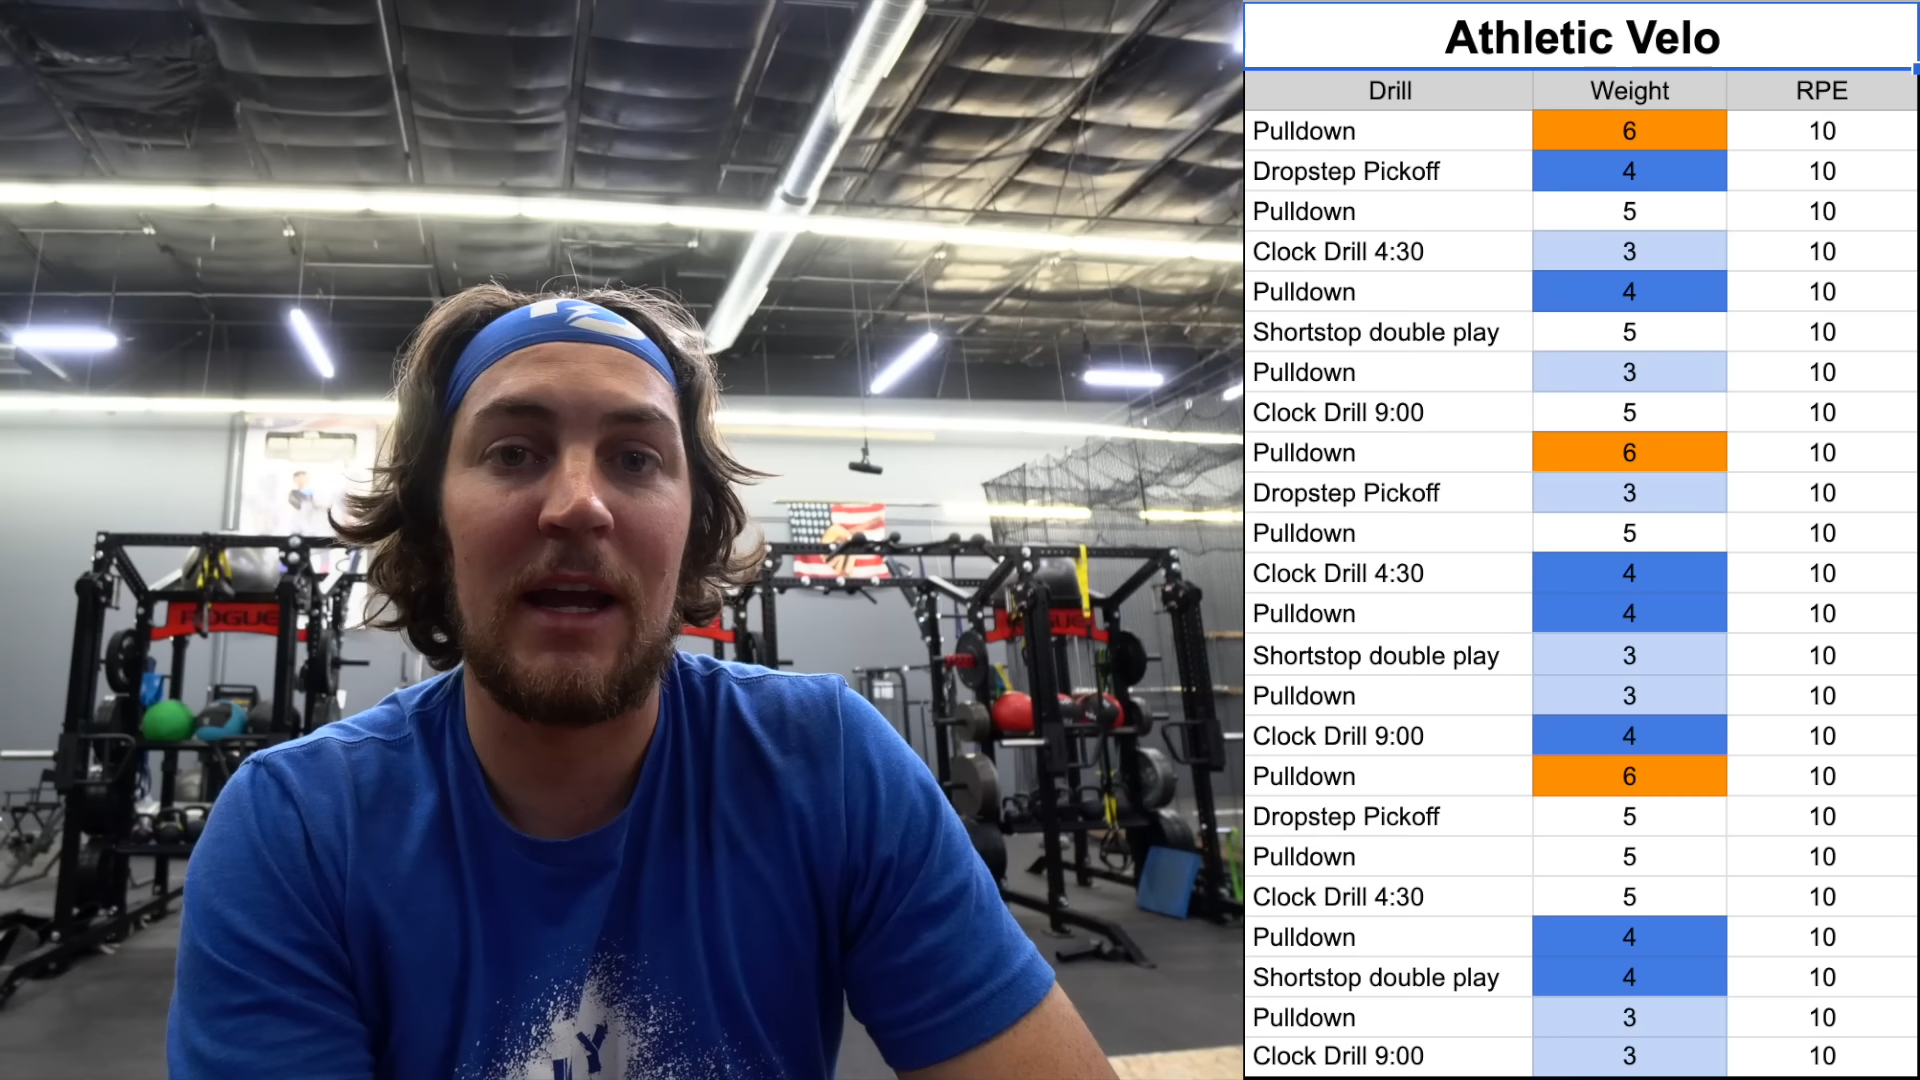 Athletic Velo
Drill Weight RPE
Pulldown 6 10
Dropstep Pickoff 4 10
Pulldown 5 10
Clock Drill 4:30 3 10
Pulldown 4 10
Shortstop double play 5 10
Pulldown 3 10
Clock Drill 9:00 5 10
Pulldown 6 10
Dropstep Pickoff 3 10
Pulldown 5 10
Clock Drill 4:30 4 10
Pulldown 4 10
Shortstop double play 3 10
Pulldown 3 10
Clock Drill 9:00 4 10
Pulldown 6 10
Dropstep Pickoff 5 10
Pulldown 5 10
Clock Drill 4:30 5 10
Pulldown 4 10
Shortstop double play 4 10
Pulldown 3 10
Clock Drill 9:00 3 10
ROGUE